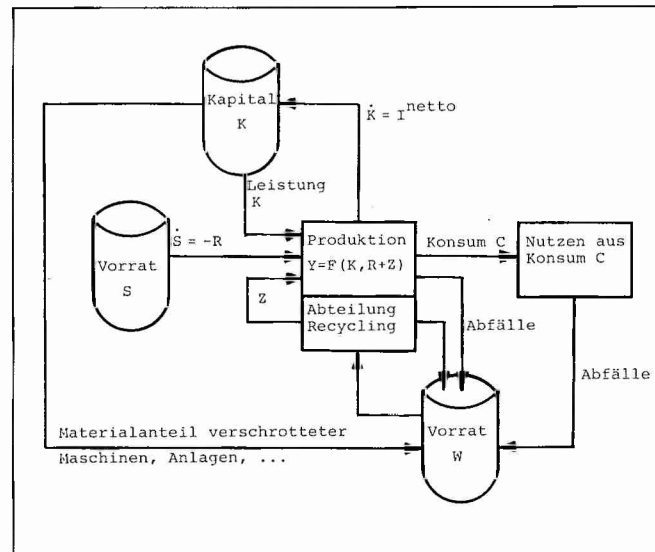 Kapital
K
K̇ = I netto
Leistung
K
Ṡ = -R
Vorrat
S
Produktion
Y=F(K,R+Z)
Konsum C
Nutzen aus
Konsum C
Z
Abteilung
Recycling
Abfälle
Abfälle
Vorrat
W
Materialanteil verschrotteter
Maschinen, Anlagen, ...